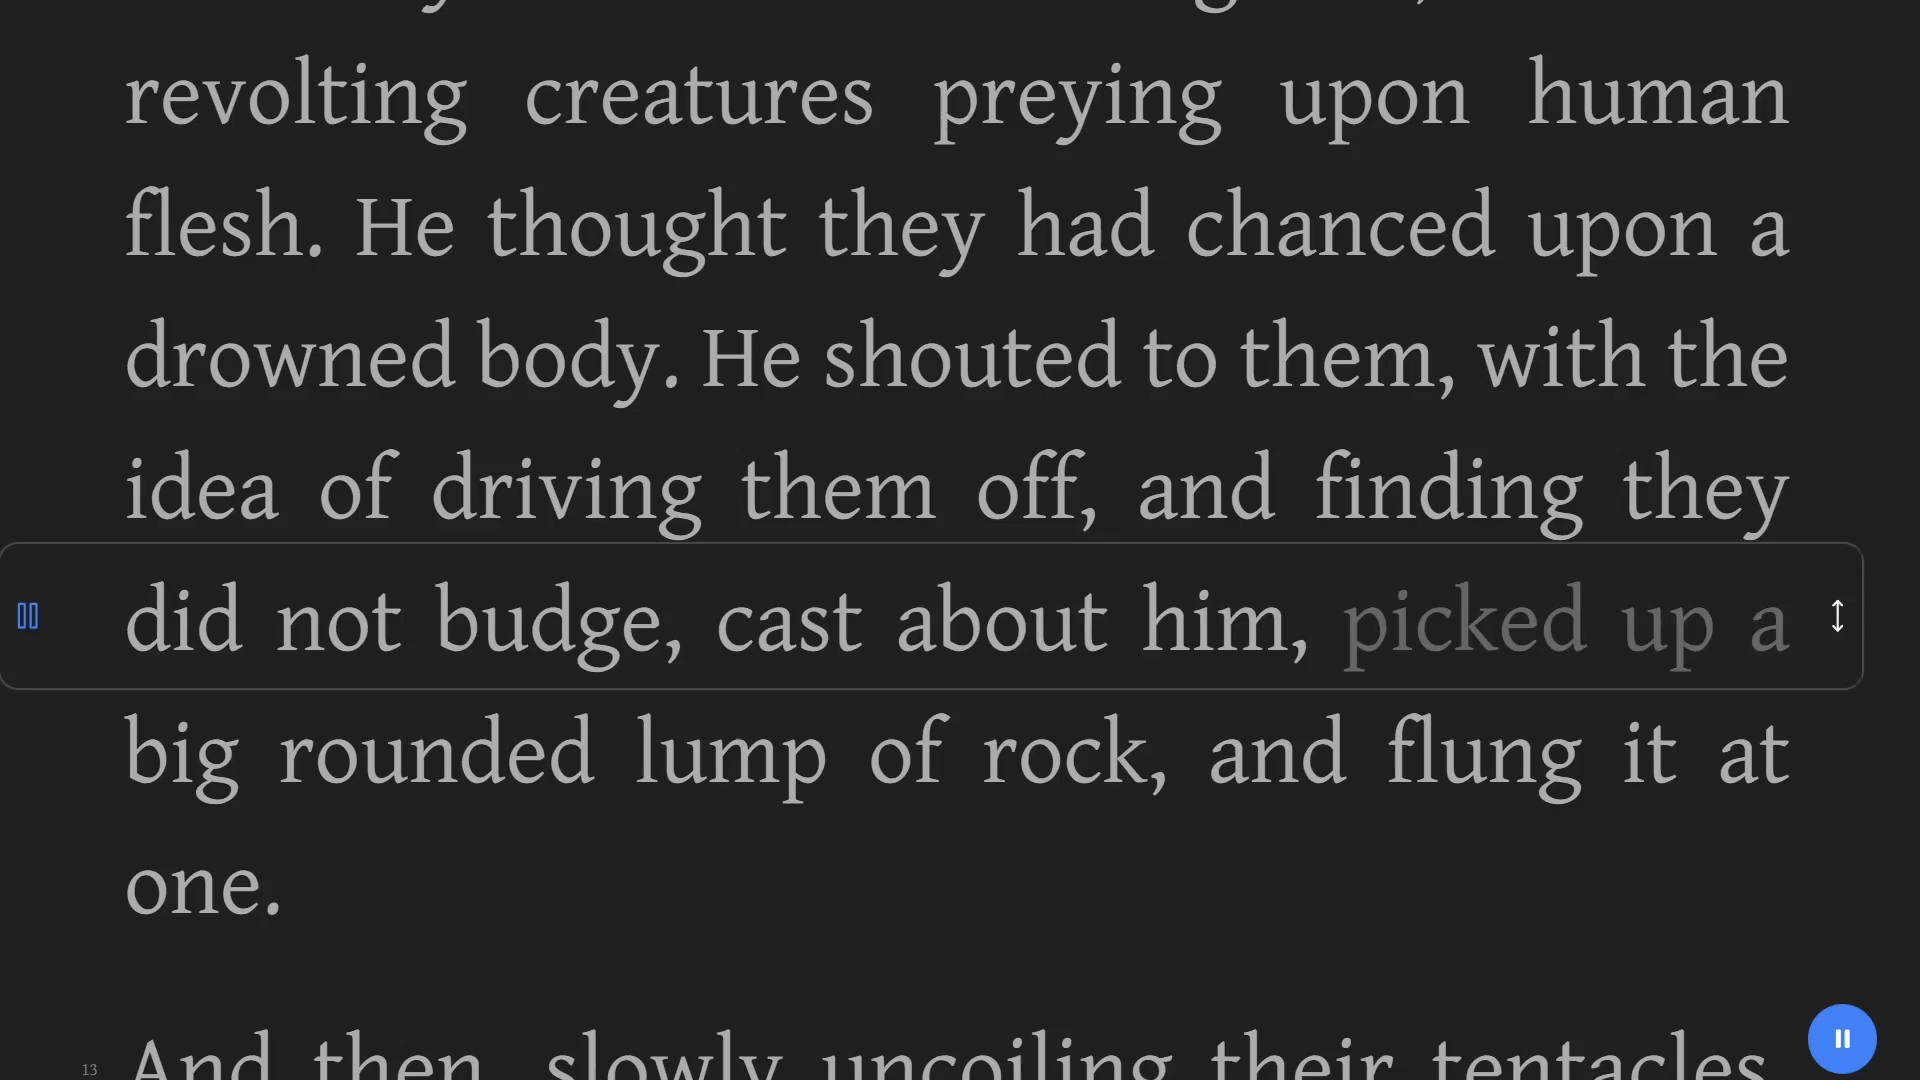 revolting creatures preying upon human
flesh. He thought they had chanced upon a
drowned body. He shouted to them, with the
idea of driving them off, and finding they
did not budge, cast about him, picked up a
big rounded lump of rock, and flung it at
one.
13
And then, slowly uncoiling their tentacles,